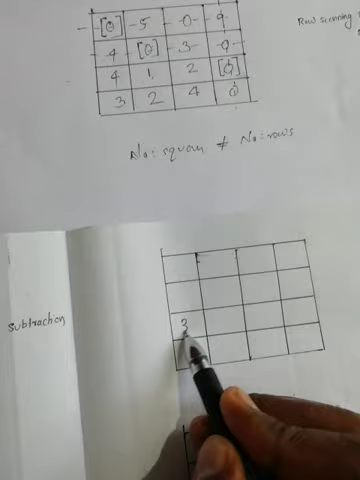 [0] 5 0 9
Row scanning
4 [0] 3 9
4 1 2 [0]
3 2 4 0
No: squares ≠ No: rows
Subtraction
3